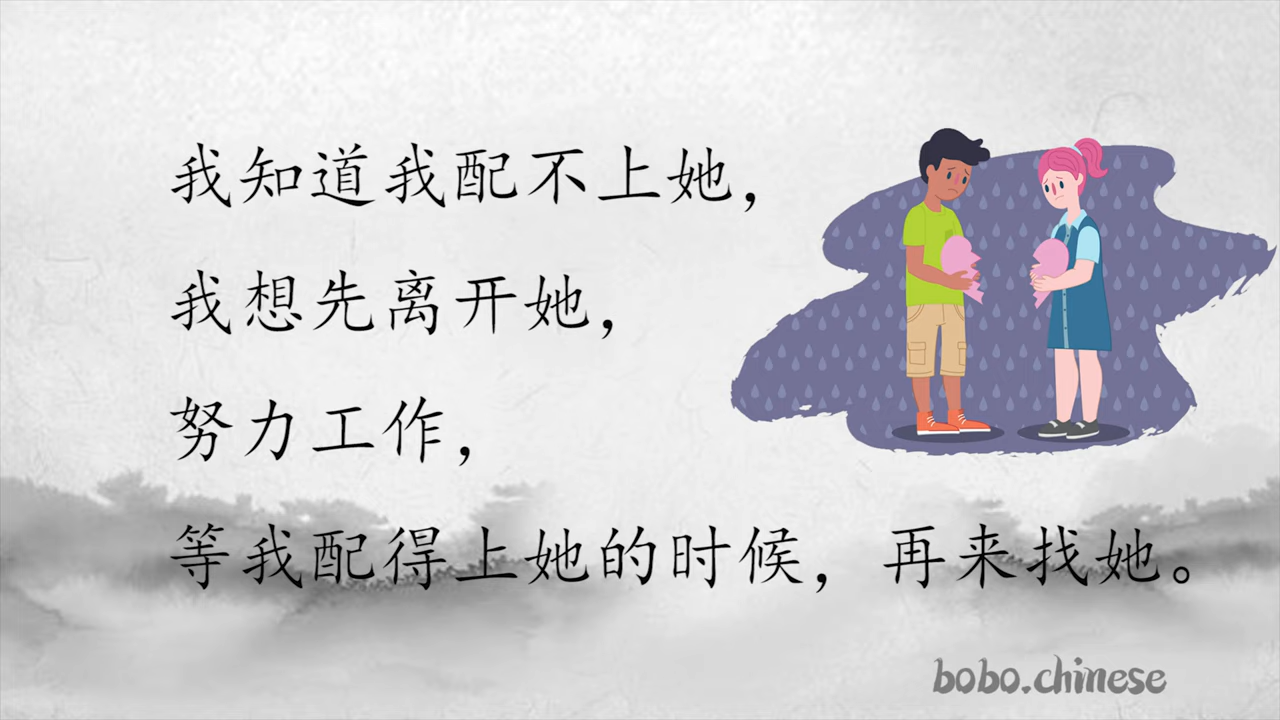 我知道我配不上她，
我想先离开她，
努力工作，
等我配得上她的时候，再来找她。
bobo.chinese